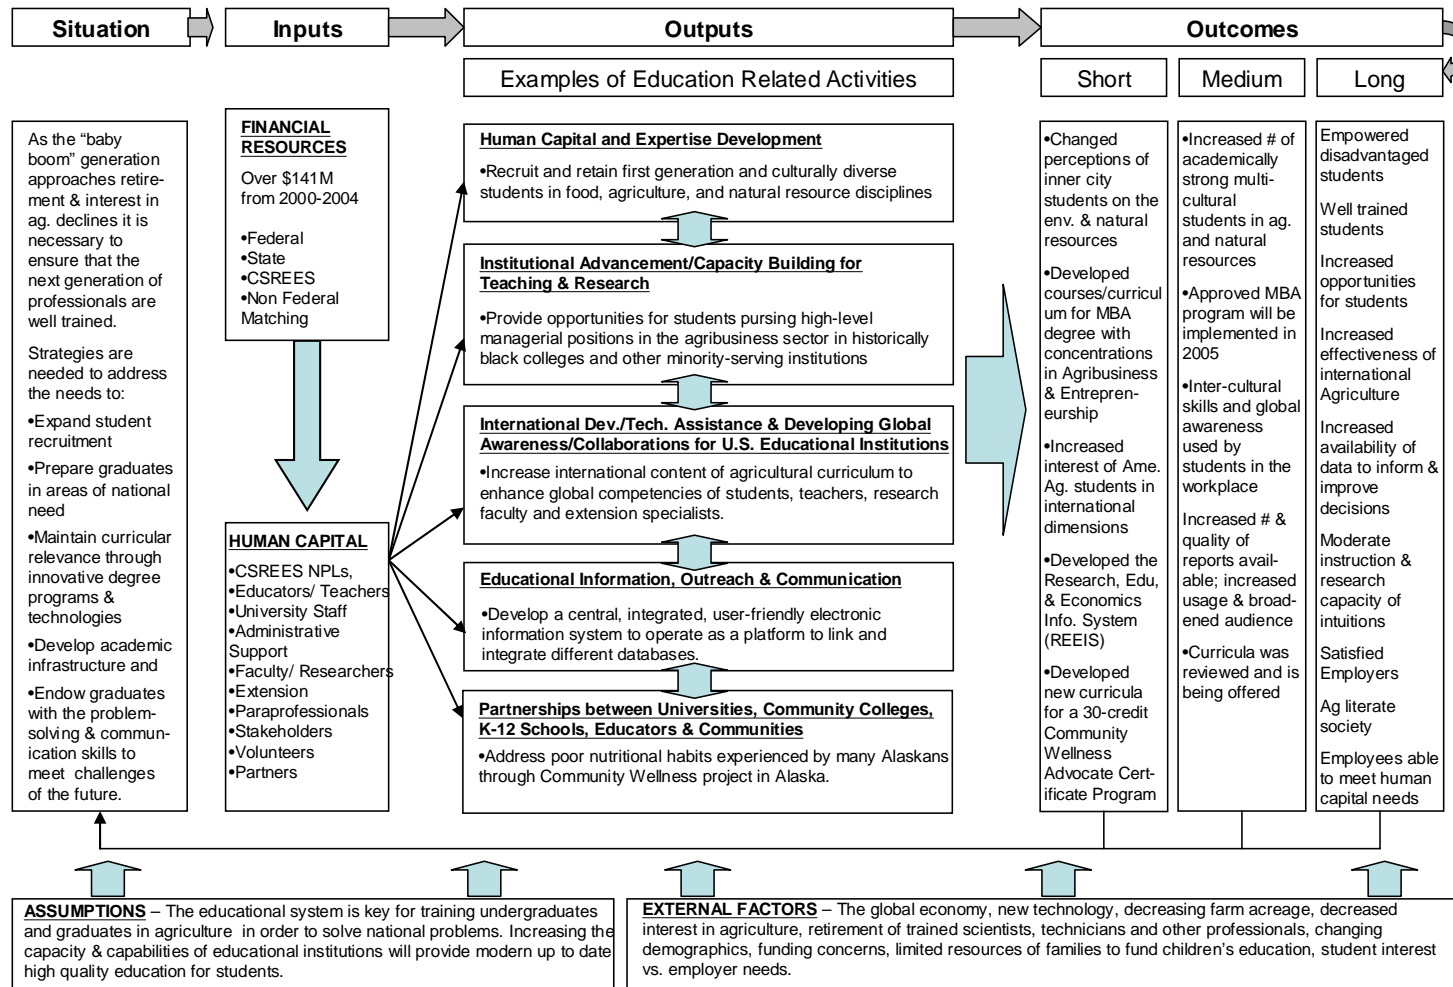 Situation
Inputs
Outputs
Outcomes
Examples of Education Related Activities
Short
Medium
Long
As the “baby
boom” generation
approaches retire-
ment & interest in
ag. declines it is
necessary to
ensure that the
next generation of
professionals are
well trained.
Strategies are
needed to address
the needs to:
•Expand student
recruitment
•Prepare graduates
in areas of national
need
•Maintain curricular
relevance through
innovative degree
programs &
technologies
•Develop academic
infrastructure and
•Endow graduates
with the problem-
solving & commun-
ication skills to
meet challenges
of the future.
FINANCIAL
RESOURCES
Over $141M
from 2000-2004
•Federal
•State
•CSREES
•Non Federal
Matching
HUMAN CAPITAL
•CSREES NPLs,
•Educators/ Teachers
•University Staff
•Administrative
Support
•Faculty/ Researchers
•Extension
•Paraprofessionals
•Stakeholders
•Volunteers
•Partners
Human Capital and Expertise Development
•Recruit and retain first generation and culturally diverse
students in food, agriculture, and natural resource disciplines
Institutional Advancement/Capacity Building for
Teaching & Research
•Provide opportunities for students pursing high-level
managerial positions in the agribusiness sector in historically
black colleges and other minority-serving institutions
International Dev./Tech. Assistance & Developing Global
Awareness/Collaborations for U.S. Educational Institutions
•Increase international content of agricultural curriculum to
enhance global competencies of students, teachers, research
faculty and extension specialists.
Educational Information, Outreach & Communication
•Develop a central, integrated, user-friendly electronic
information system to operate as a platform to link and
integrate different databases.
Partnerships between Universities, Community Colleges,
K-12 Schools, Educators & Communities
•Address poor nutritional habits experienced by many Alaskans
through Community Wellness project in Alaska.
•Changed
perceptions of
inner city
students on the
env. & natural
resources
•Developed
courses/curricul
um for MBA
degree with
concentrations
in Agribusiness
& Entrepren-
eurship
•Increased
interest of Ame.
Ag. students in
international
dimensions
•Developed the
Research, Edu,
& Economics
Info. System
(REEIS)
•Developed
new curricula
for a 30-credit
Community
Wellness
Advocate Cert-
ificate Program
•Increased # of
academically
strong multi-
cultural
students in ag.
and natural
resources
•Approved MBA
program will be
implemented in
2005
•Inter-cultural
skills and global
awareness
used by
students in the
workplace
Increased # &
quality of
reports avail-
able; increased
usage & broad-
ened audience
•Curricula was
reviewed and is
being offered
Empowered
disadvantaged
students
Well trained
students
Increased
opportunities
for students
Increased
effectiveness of
international
Agriculture
Increased
availability of
data to inform &
improve
decisions
Moderate
instruction &
research
capacity of
intuitions
Satisfied
Employers
Ag literate
society
Employees able
to meet human
capital needs
ASSUMPTIONS – The educational system is key for training undergraduates
and graduates in agriculture in order to solve national problems. Increasing the
capacity & capabilities of educational institutions will provide modern up to date
high quality education for students.
EXTERNAL FACTORS – The global economy, new technology, decreasing farm acreage, decreased
interest in agriculture, retirement of trained scientists, technicians and other professionals, changing
demographics, funding concerns, limited resources of families to fund children’s education, student interest
vs. employer needs.